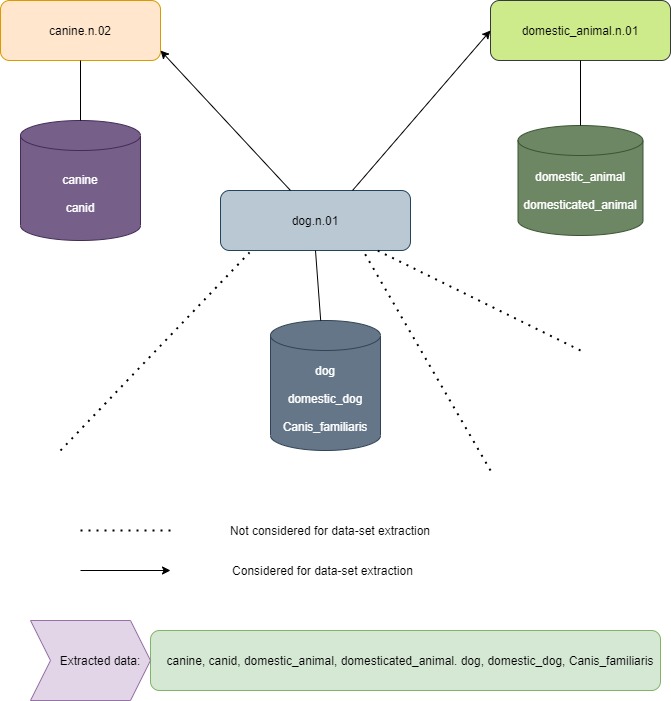 canine.n.02
domestic_animal.n.01
canine
canid
domestic_animal
domesticated_animal
dog.n.01
dog
domestic_dog
Canis_familiaris
Not considered for data-set extraction
Considered for data-set extraction
Extracted data:
canine, canid, domestic_animal, domesticated_animal. dog, domestic_dog, Canis_familiaris